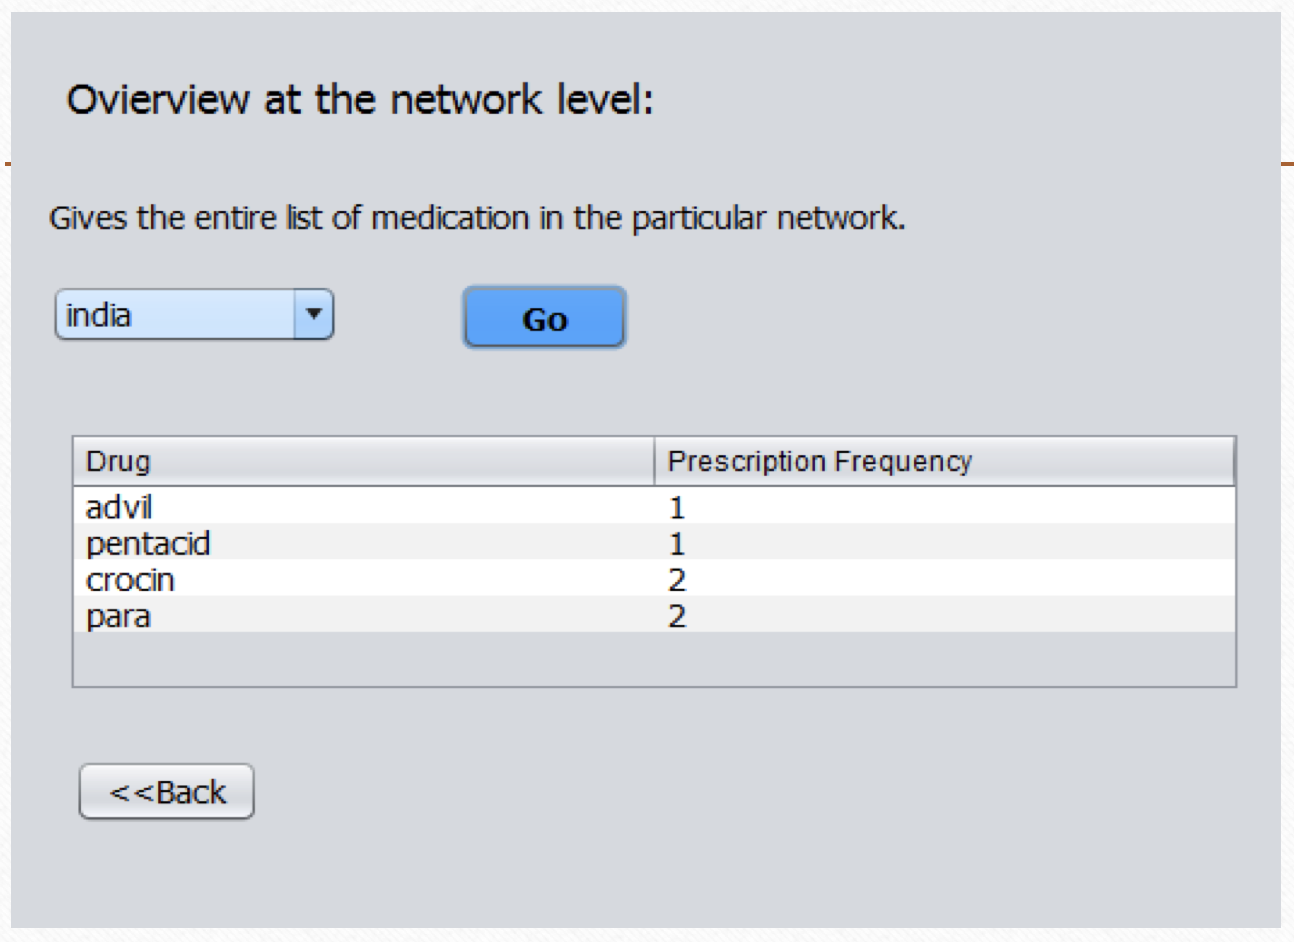 Ovierview at the network level:
Gives the entire list of medication in the particular network.
india Go
Drug Prescription Frequency
advil 1
pentacid 1
crocin 2
para 2
<<Back